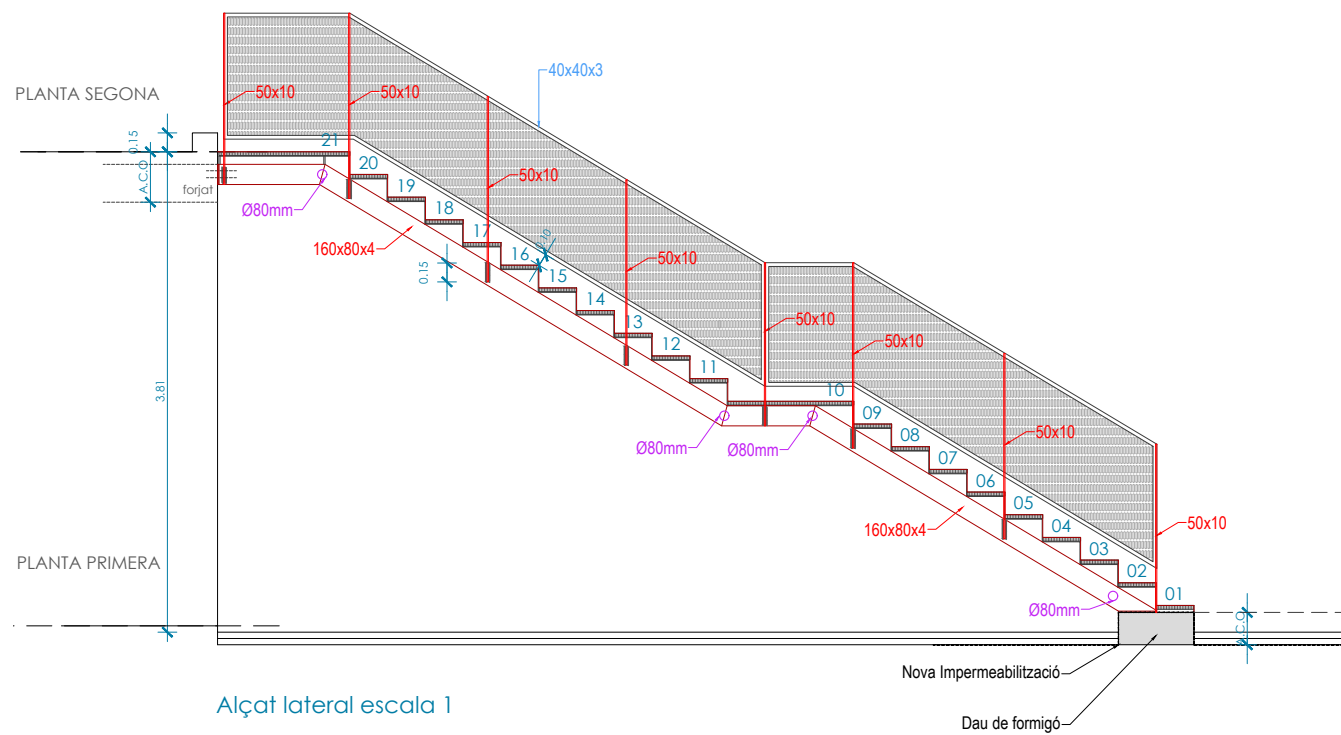 40x40x3
PLANTA SEGONA
50x10
50x10
0.15
21
20
50x10
A.C.O
forjat
19
Ø80mm
18
160x80x4
17
0.10
16
50x10
0.15
15
14
50x10
13
50x10
12
11
10
09
Ø80mm
Ø80mm
50x10
08
3.81
07
06
05
160x80x4
50x10
04
03
PLANTA PRIMERA
02
01
Ø80mm
A.C.O
Nova Impermeabilització
Alçat lateral escala 1
Dau de formigó